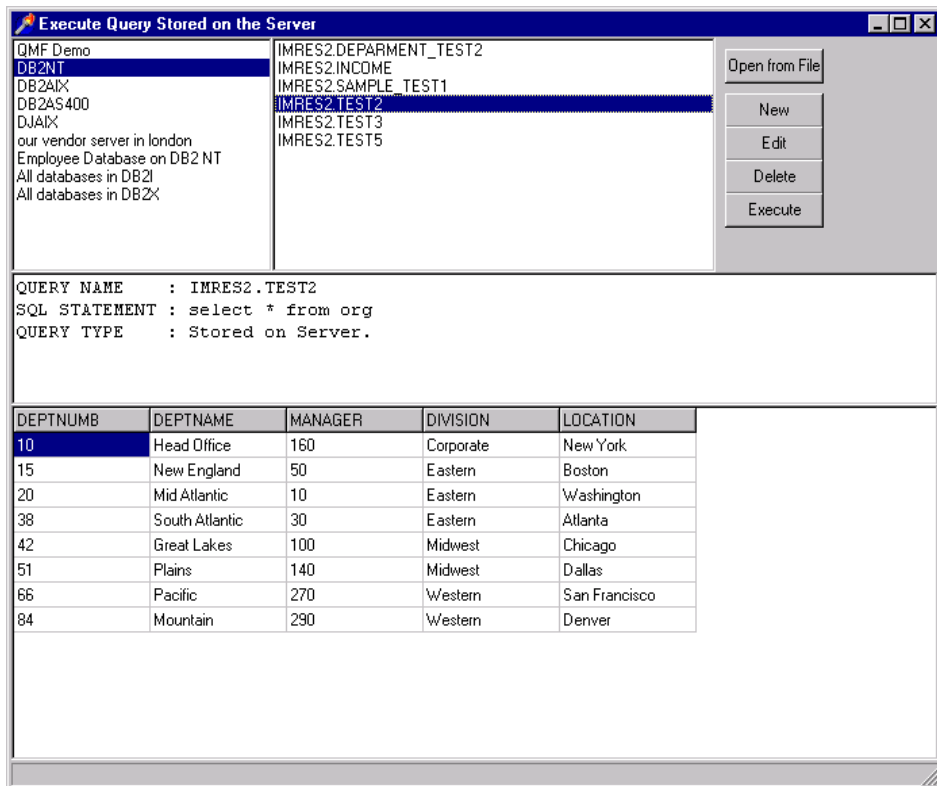 Execute Query Stored on the Server
QMF Demo
DB2NT
DB2AIX
DB2AS400
DJAIX
our vendor server in london
Employee Database on DB2 NT
All databases in DB2I
All databases in DB2X
IMRES2.DEPARMENT_TEST2
IMRES2.INCOME
IMRES2.SAMPLE_TEST1
IMRES2.TEST2
IMRES2.TEST3
IMRES2.TEST5
Open from File
New
Edit
Delete
Execute
QUERY NAME : IMRES2.TEST2
SQL STATEMENT : select * from org
QUERY TYPE : Stored on Server.
DEPTNUMB DEPTNAME MANAGER DIVISION LOCATION
10 Head Office 160 Corporate New York
15 New England 50 Eastern Boston
20 Mid Atlantic 10 Eastern Washington
38 South Atlantic 30 Eastern Atlanta
42 Great Lakes 100 Midwest Chicago
51 Plains 140 Midwest Dallas
66 Pacific 270 Western San Francisco
84 Mountain 290 Western Denver